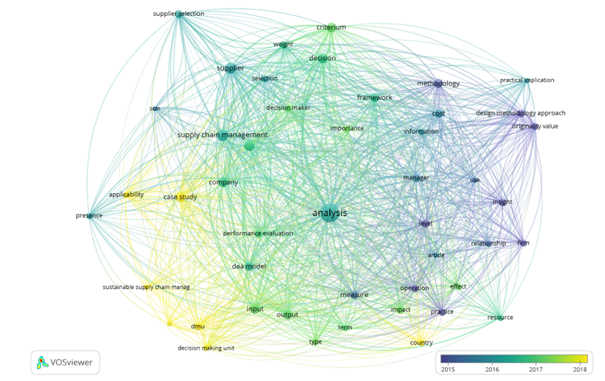 supplier selection
criterium
weight
decision
supplier
selection
methodology
practical implication
framework
decision maker
cost
design methodology approach
originality value
supply chain management
importance
information
company
manager
use
applicability
case study
insight
presence
analysis
level
performance evaluation
relationship
firm
article
dea model
sustainable supply chain manag
operation
effect
measure
input
output
impact
practice
resource
dmu
term
type
country
decision making unit
VOSviewer
2015 2016 2017 2018